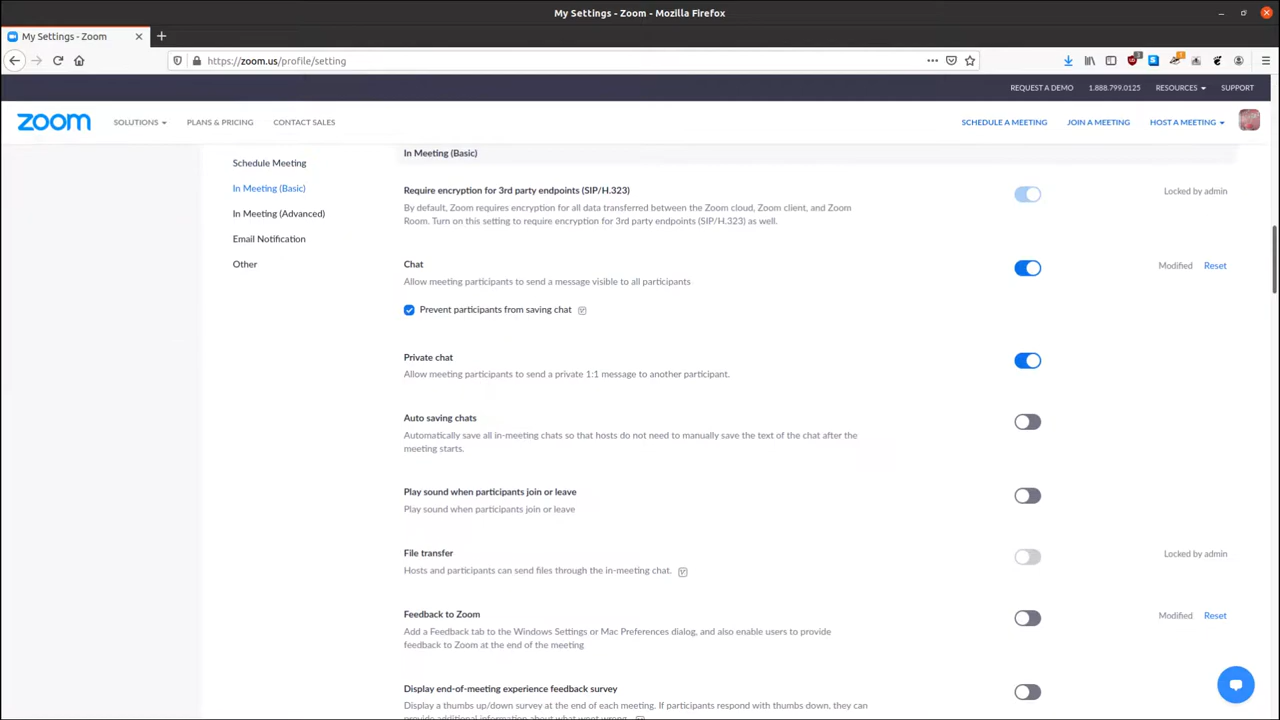 My Settings - Zoom - Mozilla Firefox
My Settings - Zoom
https://zoom.us/profile/setting
REQUEST A DEMO 1.888.799.0125 RESOURCES SUPPORT
zoom SOLUTIONS PLANS & PRICING CONTACT SALES SCHEDULE A MEETING JOIN A MEETING HOST A MEETING
Schedule Meeting
In Meeting (Basic)
In Meeting (Advanced)
Email Notification
Other
In Meeting (Basic)
Require encryption for 3rd party endpoints (SIP/H.323)
Locked by admin
By default, Zoom requires encryption for all data transferred between the Zoom cloud, Zoom client, and Zoom
Room. Turn on this setting to require encryption for 3rd party endpoints (SIP/H.323) as well.
Chat
Modified Reset
Allow meeting participants to send a message visible to all participants
Prevent participants from saving chat
Private chat
Allow meeting participants to send a private 1:1 message to another participant.
Auto saving chats
Automatically save all in-meeting chats so that hosts do not need to manually save the text of the chat after the
meeting starts.
Play sound when participants join or leave
Play sound when participants join or leave
File transfer
Locked by admin
Hosts and participants can send files through the in-meeting chat.
Feedback to Zoom
Modified Reset
Add a Feedback tab to the Windows Settings or Mac Preferences dialog, and also enable users to provide
feedback to Zoom at the end of the meeting
Display end-of-meeting experience feedback survey
Display a thumbs up/down survey at the end of each meeting. If participants respond with thumbs down, they can
provide additional information about what went wrong.